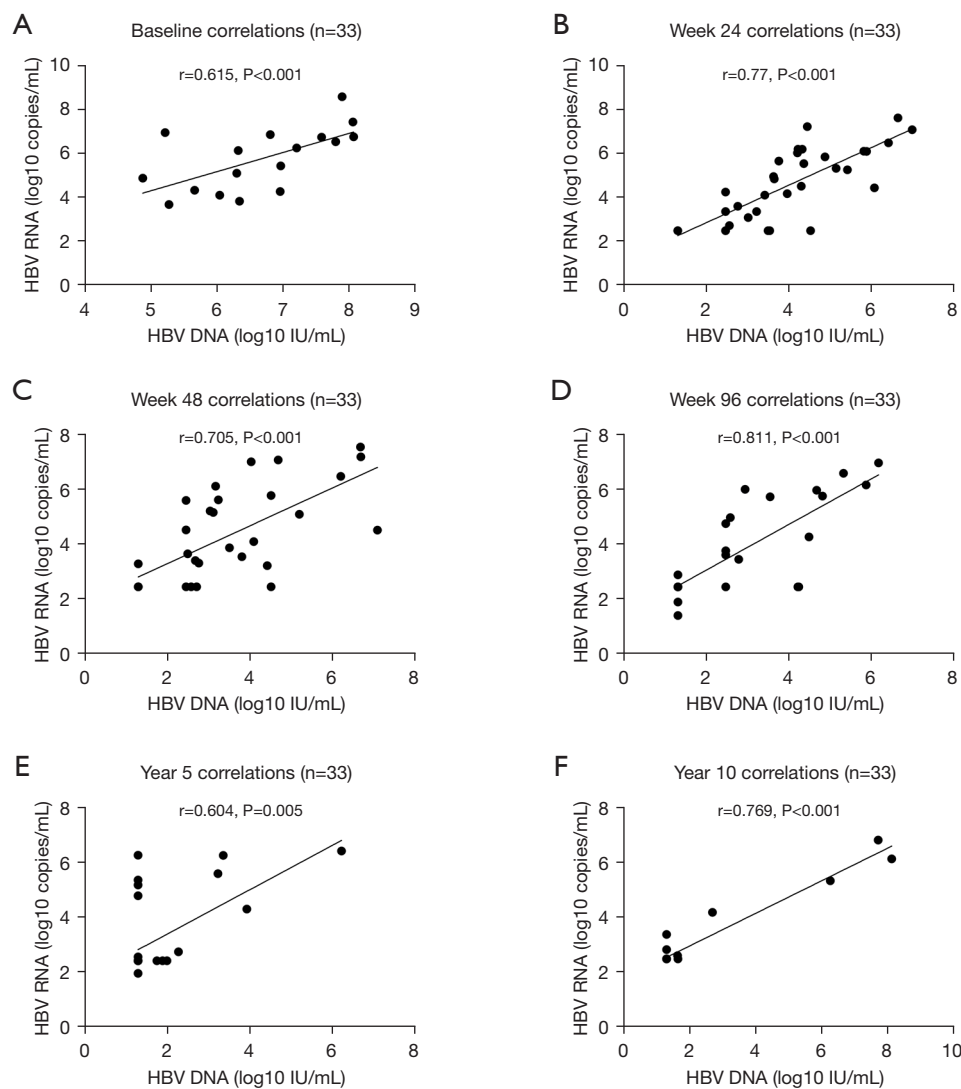 A
Baseline correlations (n=33)
r=0.615, P<0.001
HBV RNA (log10 copies/mL)
10
8
6
4
2
0
4 5 6 7 8 9
HBV DNA (log10 IU/mL)
B
Week 24 correlations (n=33)
r=0.77, P<0.001
HBV RNA (log10 copies/mL)
10
8
6
4
2
0
0 2 4 6 8
HBV DNA (log10 IU/mL)
C
Week 48 correlations (n=33)
r=0.705, P<0.001
HBV RNA (log10 copies/mL)
8
6
4
2
0
0 2 4 6 8
HBV DNA (log10 IU/mL)
D
Week 96 correlations (n=33)
r=0.811, P<0.001
HBV RNA (log10 copies/mL)
8
6
4
2
0
0 2 4 6 8
HBV DNA (log10 IU/mL)
E
Year 5 correlations (n=33)
r=0.604, P=0.005
HBV RNA (log10 copies/mL)
8
6
4
2
0
0 2 4 6 8
HBV DNA (log10 IU/mL)
F
Year 10 correlations (n=33)
r=0.769, P<0.001
HBV RNA (log10 copies/mL)
8
6
4
2
0
0 2 4 6 8 10
HBV DNA (log10 IU/mL)